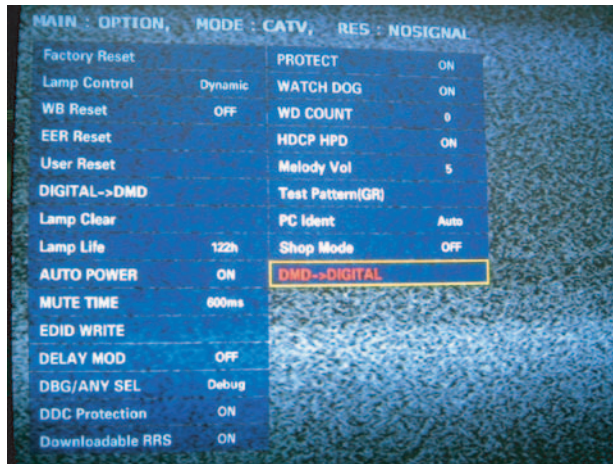 MAIN : OPTION, MODE : CATV, RES : NOSIGNAL
Factory Reset
Lamp Control Dynamic
WB Reset OFF
EER Reset
User Reset
DIGITAL->DMD
Lamp Clear
Lamp Life 122h
AUTO POWER ON
MUTE TIME 600ms
EDID WRITE
DELAY MOD OFF
DBG/ANY SEL Debug
DDC Protection ON
Downloadable RRS ON
PROTECT ON
WATCH DOG ON
WD COUNT 0
HDCP HPD ON
Melody Vol 5
Test Pattern(GR)
PC Ident Auto
Shop Mode OFF
DMD->DIGITAL